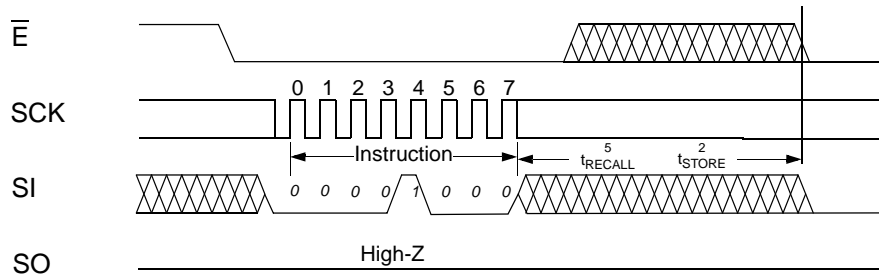 E
SCK 0 1 2 3 4 5 6 7
Instruction 5 tRECALL 2 tSTORE
SI 0 0 0 0 1 0 0 0
SO High-Z